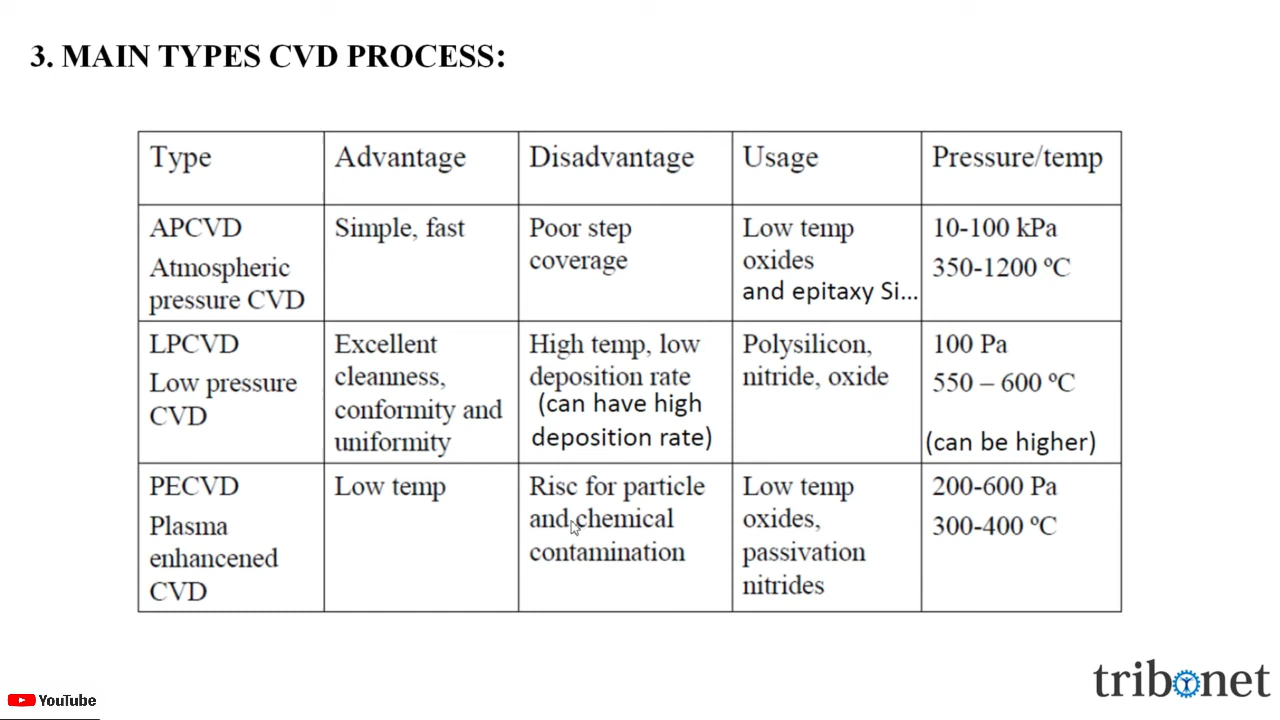 3. MAIN TYPES CVD PROCESS:
Type
Advantage
Disadvantage
Usage
Pressure/temp
APCVD
Atmospheric
pressure CVD
Simple, fast
Poor step
coverage
Low temp
oxides
and epitaxy Si...
10-100 kPa
350-1200 ºC
LPCVD
Low pressure
CVD
Excellent
cleanness,
conformity and
uniformity
High temp, low
deposition rate
(can have high
deposition rate)
Polysilicon,
nitride, oxide
100 Pa
550 – 600 ºC
(can be higher)
PECVD
Plasma
enhancened
CVD
Low temp
Risc for particle
and chemical
contamination
Low temp
oxides,
passivation
nitrides
200-600 Pa
300-400 ºC
YouTube
tribonet